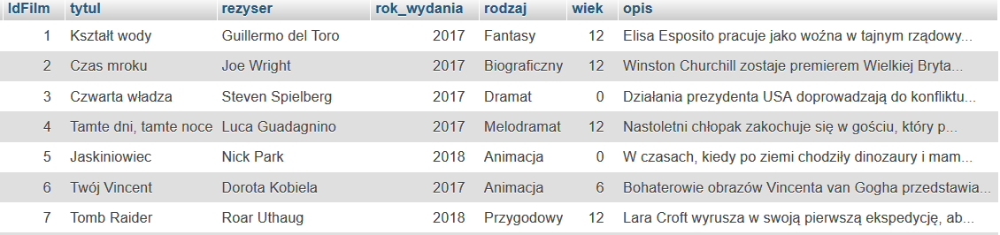 IdFilm tytul rezyser rok_wydania rodzaj wiek opis
1 Kształt wody Guillermo del Toro 2017 Fantasy 12 Elisa Esposito pracuje jako woźna w tajnym rządowy...
2 Czas mroku Joe Wright 2017 Biograficzny 12 Winston Churchill zostaje premierem Wielkiej Bryta...
3 Czwarta władza Steven Spielberg 2017 Dramat 0 Działania prezydenta USA doprowadzają do konfliktu...
4 Tamte dni, tamte noce Luca Guadagnino 2017 Melodramat 12 Nastoletni chłopak zakochuje się w gościu, który p...
5 Jaskiniowiec Nick Park 2018 Animacja 0 W czasach, kiedy po ziemi chodziły dinozaury i mam...
6 Twój Vincent Dorota Kobiela 2017 Animacja 6 Bohaterowie obrazów Vincenta van Gogha przedstawia...
7 Tomb Raider Roar Uthaug 2018 Przygodowy 12 Lara Croft wyrusza w swoją pierwszą ekspedycję, ab...